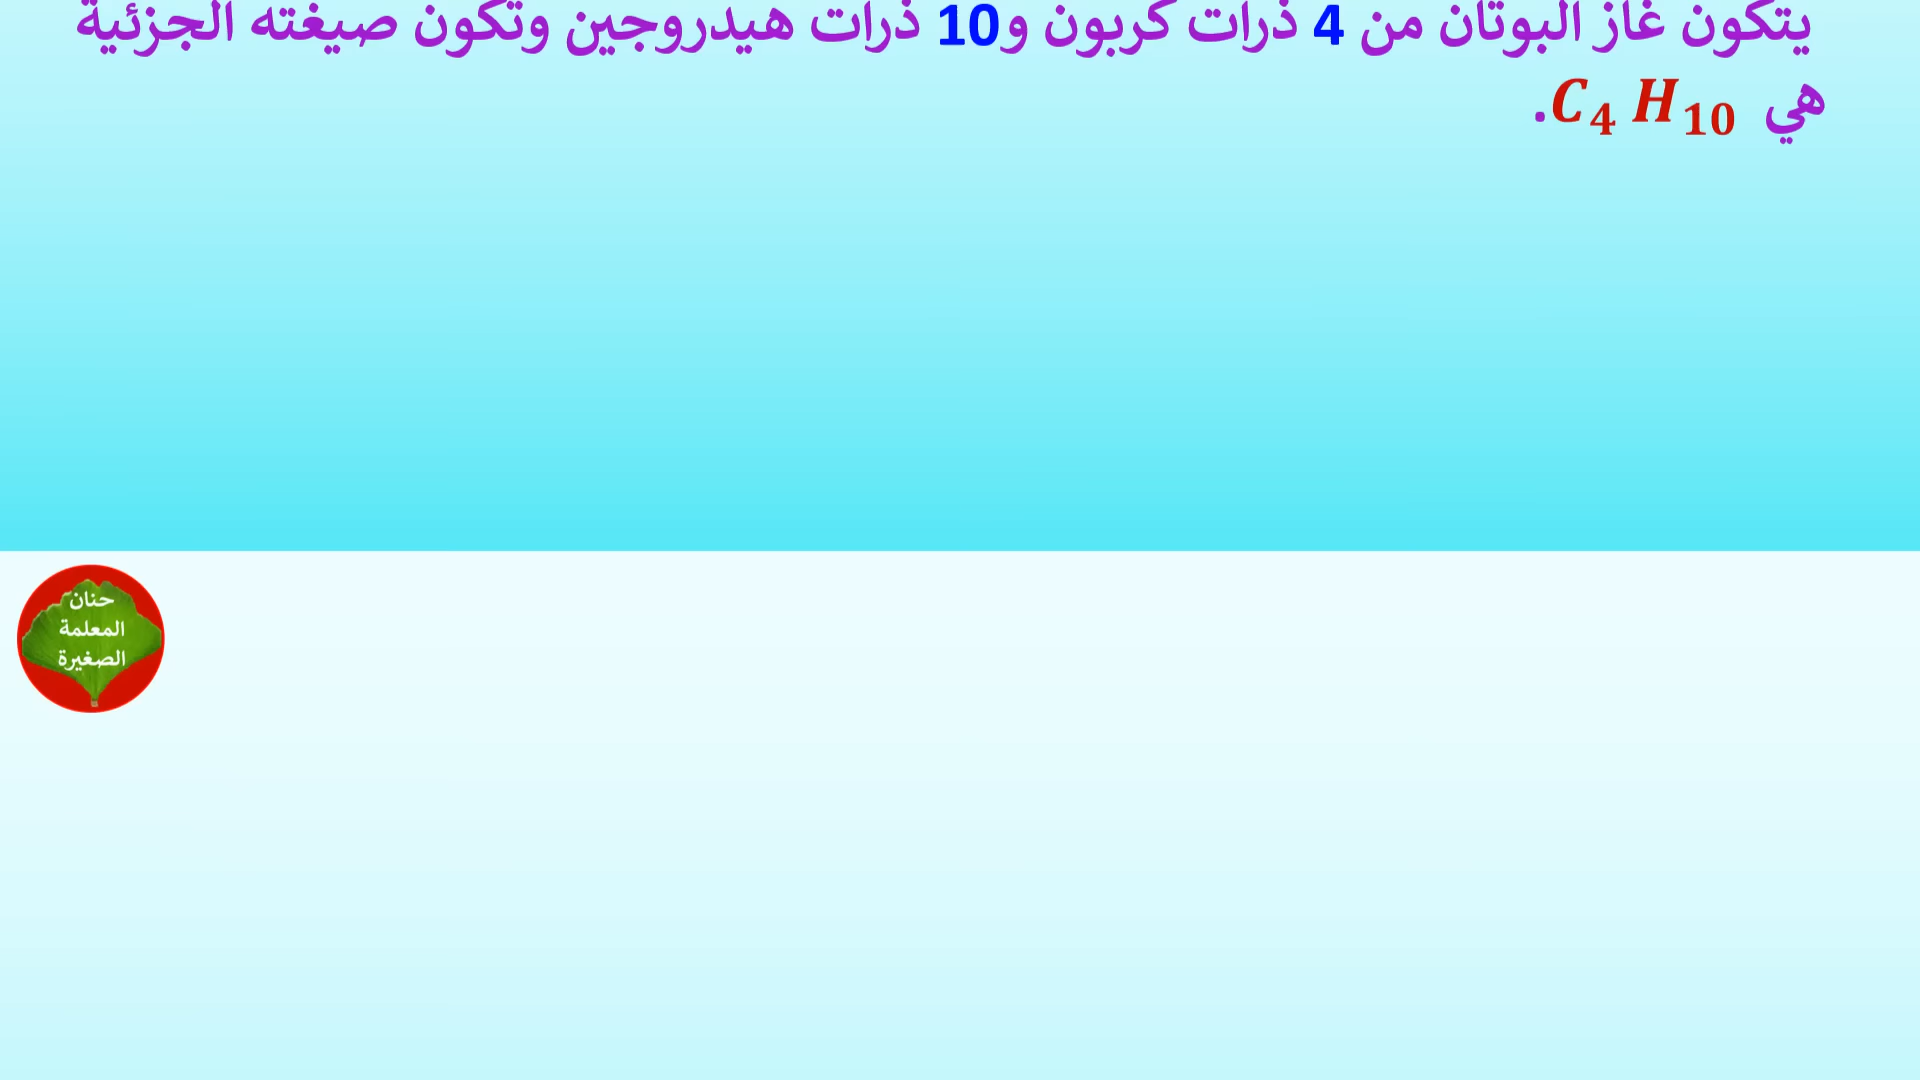 يتكون غاز البوتان من 4 ذرات كربون و10 ذرات هيدروجين وتكون صيغته الجزئية
هي C₄ H₁₀.
حنان
المعلمة
الصغيرة